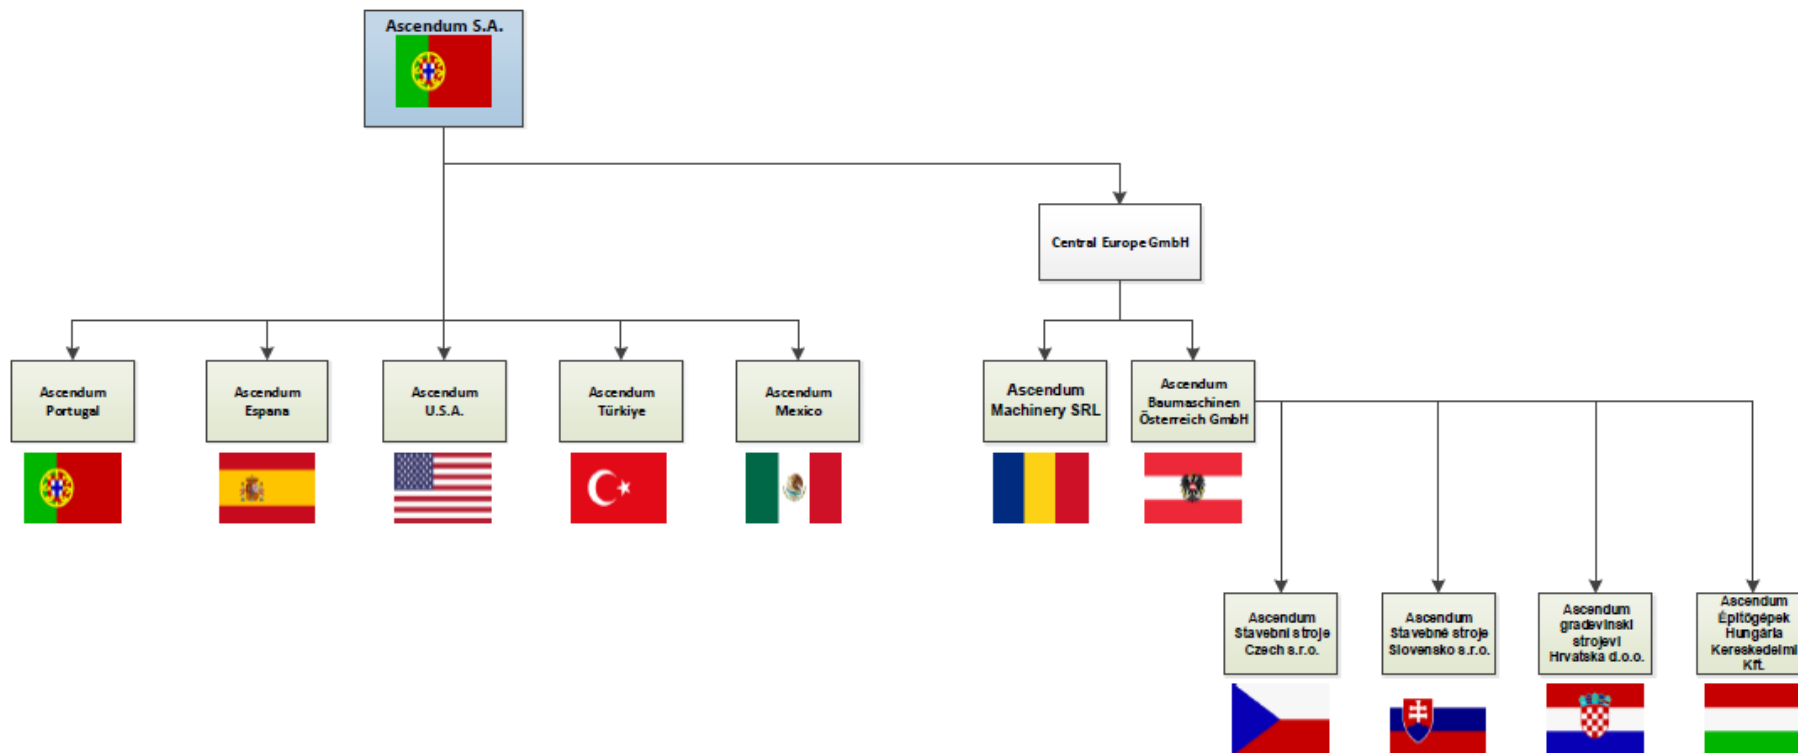 Ascendum S.A.
Central Europe GmbH
Ascendum
Portugal
Ascendum
Espana
Ascendum
U.S.A.
Ascendum
Türkiye
Ascendum
Mexico
Ascendum
Machinery SRL
Ascendum
Baumaschinen
Österreich GmbH
Ascendum
Stavební stroje
Czech s.r.o.
Ascendum
Stavebné stroje
Slovensko s.r.o.
Ascendum
građevinski
strojevi
Hrvatska d.o.o.
Ascendum
Építőgépek
Hungária
Kereskedelmi
Kft.